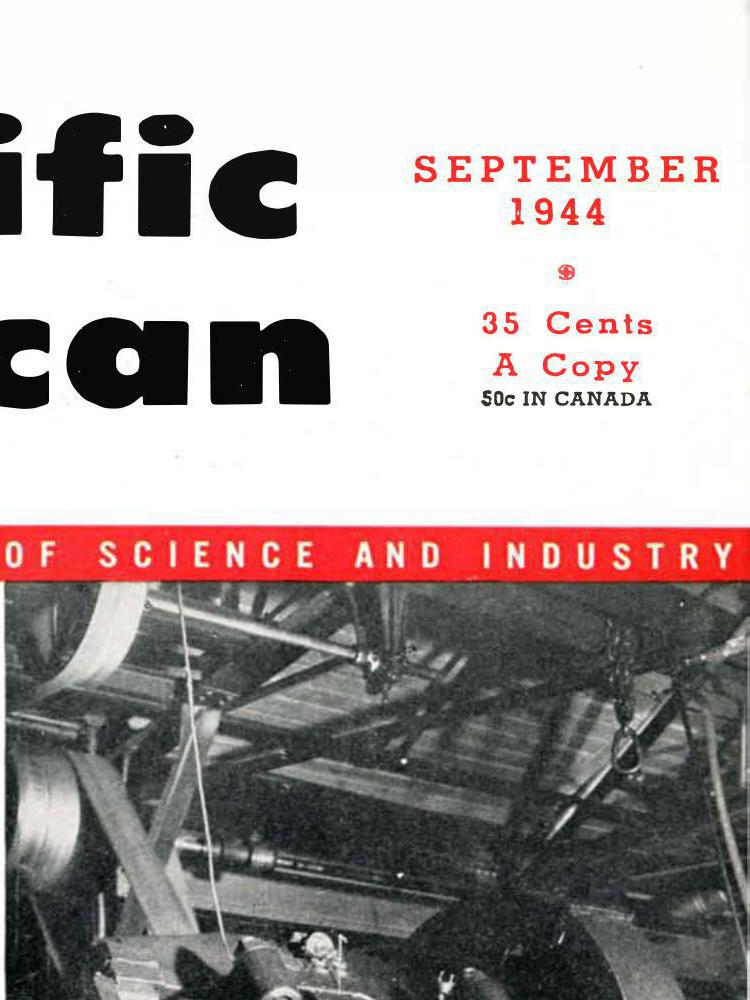 ific
can
SEPTEMBER
1944
35 Cents
A Copy
50c IN CANADA
OF SCIENCE AND INDUSTRY